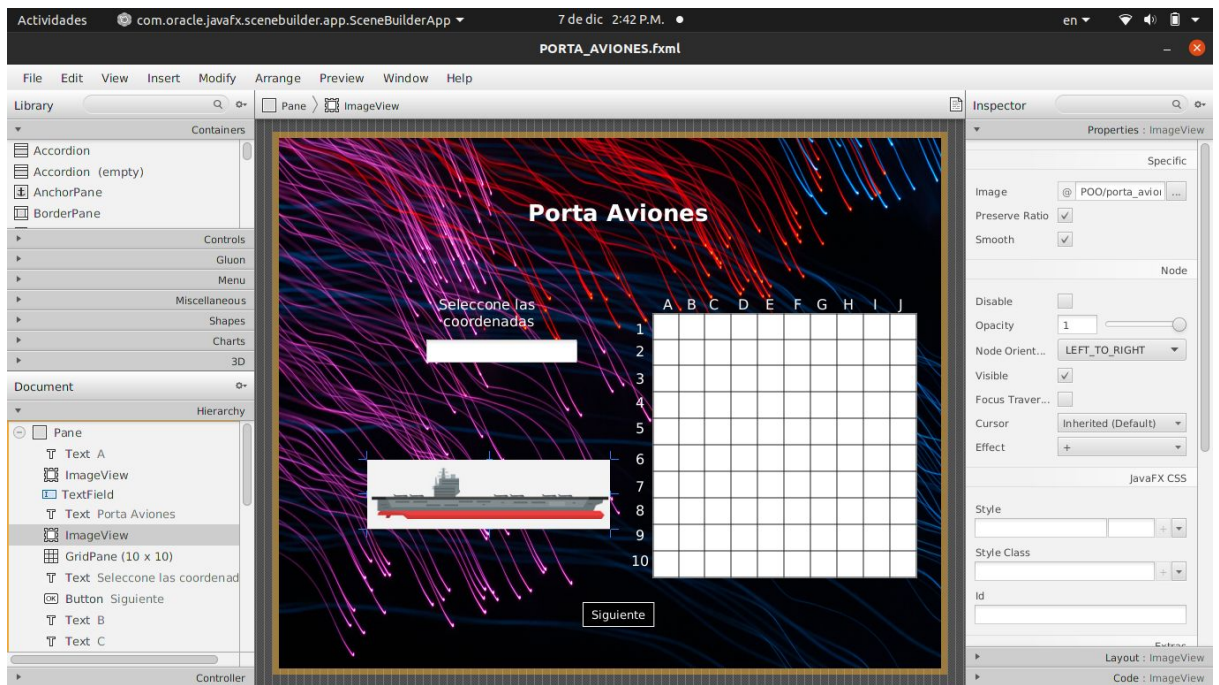 Actividades com.oracle.javafx.scenebuilder.app.SceneBuilderApp 7 de dic 2:42 P.M. en
PORTA_AVIONES.fxml
File Edit View Insert Modify Arrange Preview Window Help
Library
Pane ImageView
Inspector
Containers
Accordion
Accordion (empty)
AnchorPane
BorderPane
Controls
Gluon
Menu
Miscellaneous
Shapes
Charts
3D
Document
Hierarchy
Pane
Text A
ImageView
TextField
Text Porta Aviones
ImageView
GridPane (10 x 10)
Text Seleccone las coordenad
OK Button Siguiente
Text B
Text C
Controller
Porta Aviones
Seleccone las
coordenadas
A B C D E F G H I J
1
2
3
4
5
6
7
8
9
10
Siguiente
Properties : ImageView
Specific
Image @ POO/porta_avion ...
Preserve Ratio
Smooth
Node
Disable
Opacity 1
Node Orient... LEFT_TO_RIGHT
Visible
Focus Traver...
Cursor Inherited (Default)
Effect +
JavaFX CSS
Style
+
Style Class
+
Id
Extras
Layout : ImageView
Code : ImageView